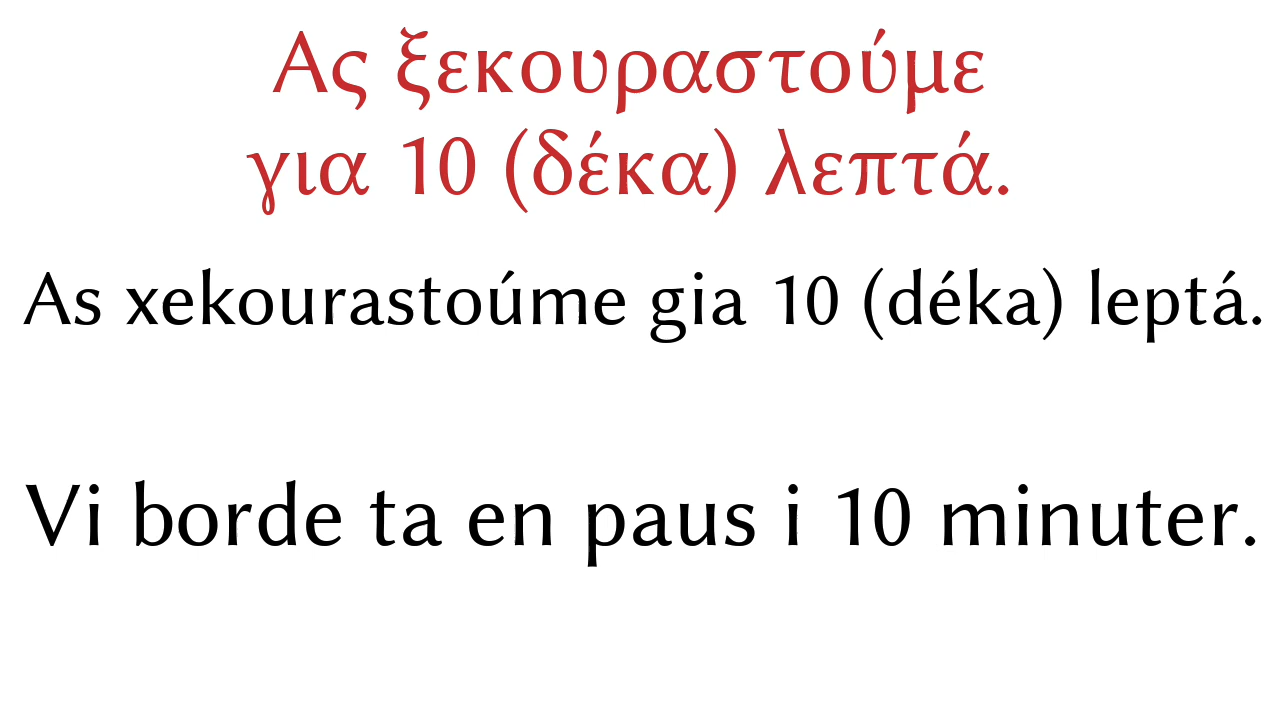 Ας ξεκουραστούμε
για 10 (δέκα) λεπτά.
As xekourastoúme gia 10 (déka) leptá.
Vi borde ta en paus i 10 minuter.